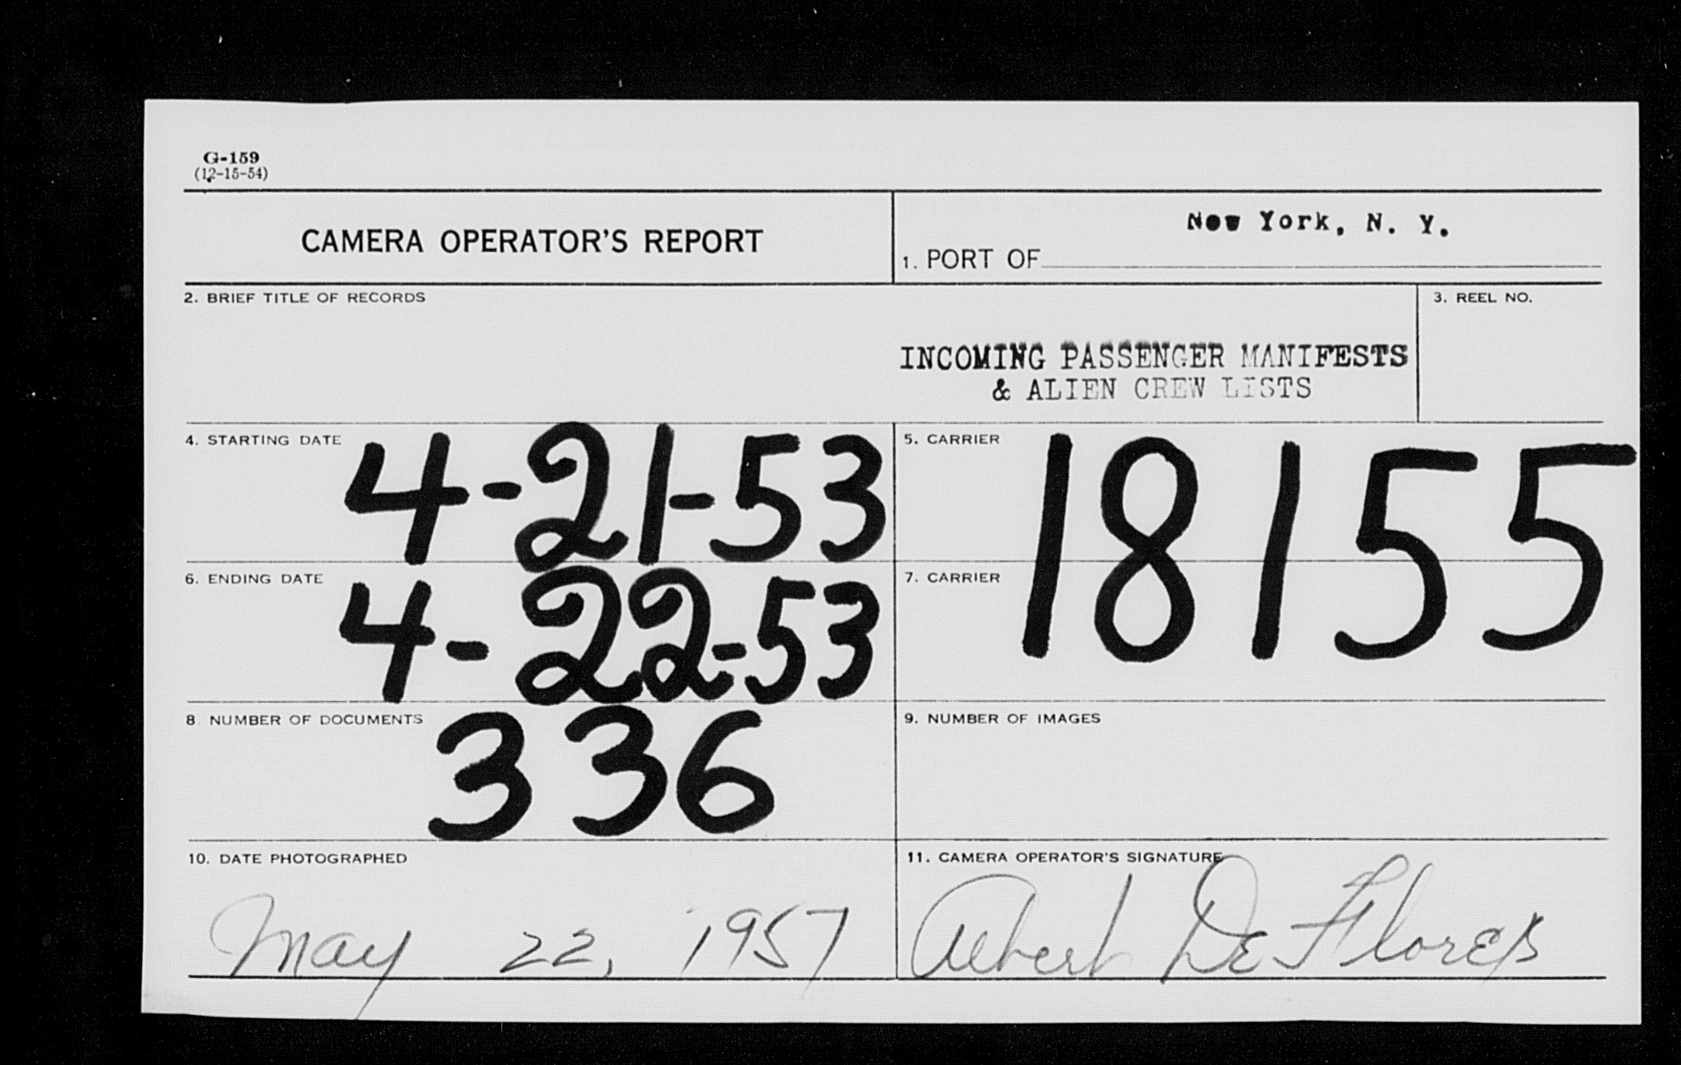 G-159
(12-15-54)
CAMERA OPERATOR'S REPORT
New York, N. Y.
1. PORT OF
2. BRIEF TITLE OF RECORDS
3. REEL NO.
INCOMING PASSENGER MANIFESTS
& ALIEN CREW LISTS
4. STARTING DATE 4-21-53
5. CARRIER 18155
6. ENDING DATE 4-22-53
7. CARRIER
8 NUMBER OF DOCUMENTS 336
9. NUMBER OF IMAGES
10. DATE PHOTOGRAPHED
11. CAMERA OPERATOR'S SIGNATURE
May 22, 1957
Albert De Flores